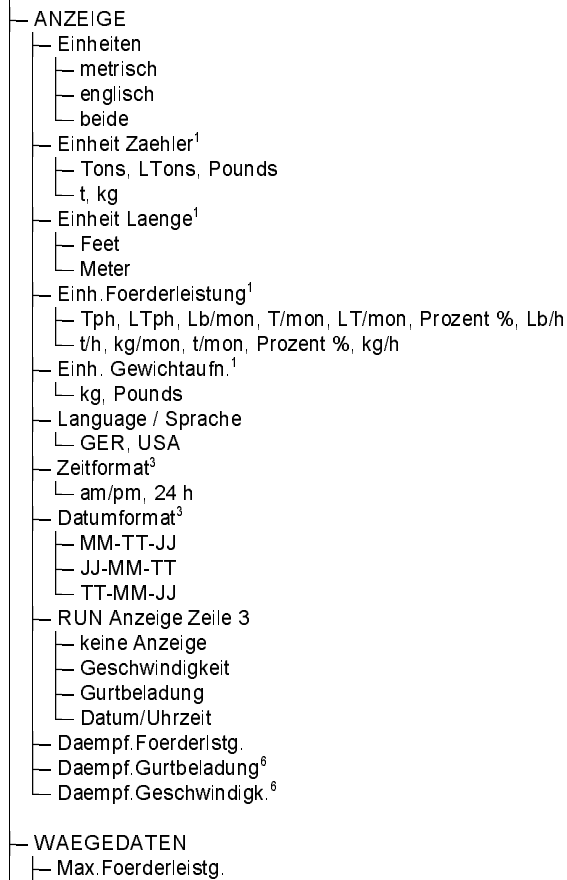 ANZEIGE
Einheiten
metrisch
englisch
beide
Einheit Zaehler¹
Tons, LTons, Pounds
t, kg
Einheit Laenge¹
Feet
Meter
Einh.Foerderleistung¹
Tph, LTph, Lb/mon, T/mon, LT/mon, Prozent %, Lb/h
t/h, kg/mon, t/mon, Prozent %, kg/h
Einh. Gewichtaufn.¹
kg, Pounds
Language / Sprache
GER, USA
Zeitformat³
am/pm, 24 h
Datumformat³
MM-TT-JJ
JJ-MM-TT
TT-MM-JJ
RUN Anzeige Zeile 3
keine Anzeige
Geschwindigkeit
Gurtbeladung
Datum/Uhrzeit
Daempf.Foerderlstg.
Daempf.Gurtbeladung⁶
Daempf.Geschwindigk.⁶
WAEGEDATEN
Max.Foerderleistg.